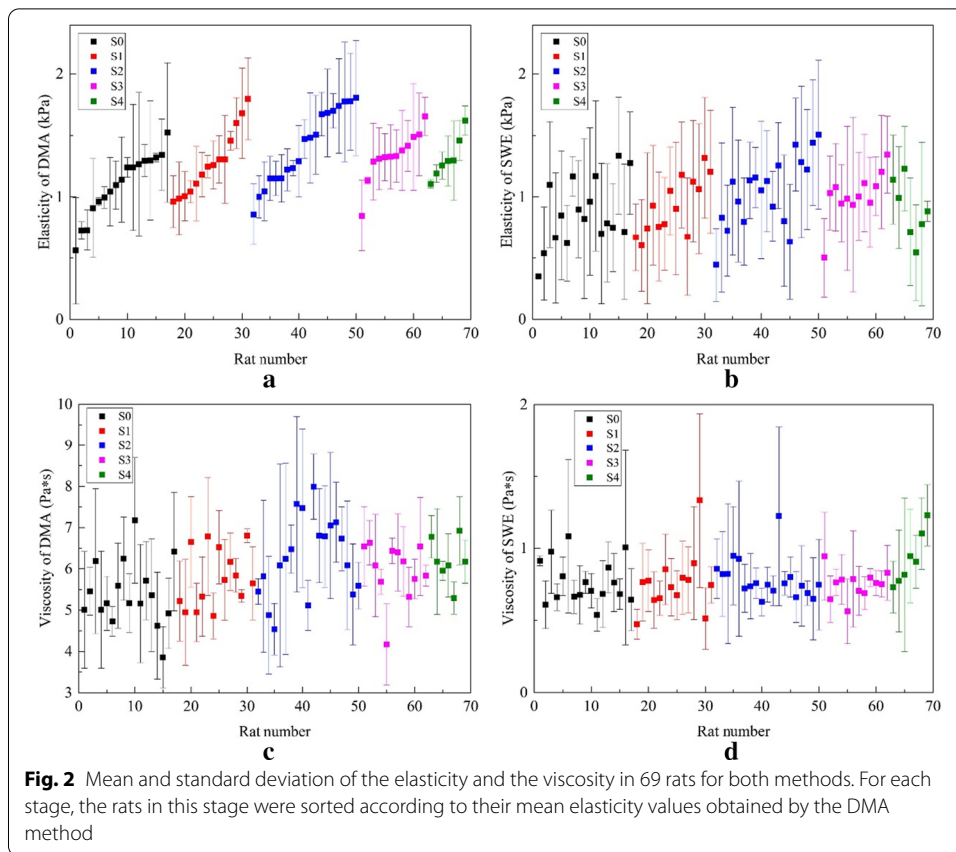 S0
S1
S2
S3
S4
Elasticity of DMA (kPa)
2
1
0
0 10 20 30 40 50 60 70
Rat number
a
S0
S1
S2
S3
S4
Elasticity of SWE (kPa)
2
1
0
0 10 20 30 40 50 60 70
Rat number
b
S0
S1
S2
S3
S4
Viscosity of DMA (Pa*s)
10
9
8
7
6
5
4
3
0 10 20 30 40 50 60 70
Rat number
c
S0
S1
S2
S3
S4
Viscosity of SWE (Pa*s)
2
1
0
0 10 20 30 40 50 60 70
Rat number
d
Fig. 2 Mean and standard deviation of the elasticity and the viscosity in 69 rats for both methods. For each
stage, the rats in this stage were sorted according to their mean elasticity values obtained by the DMA
method